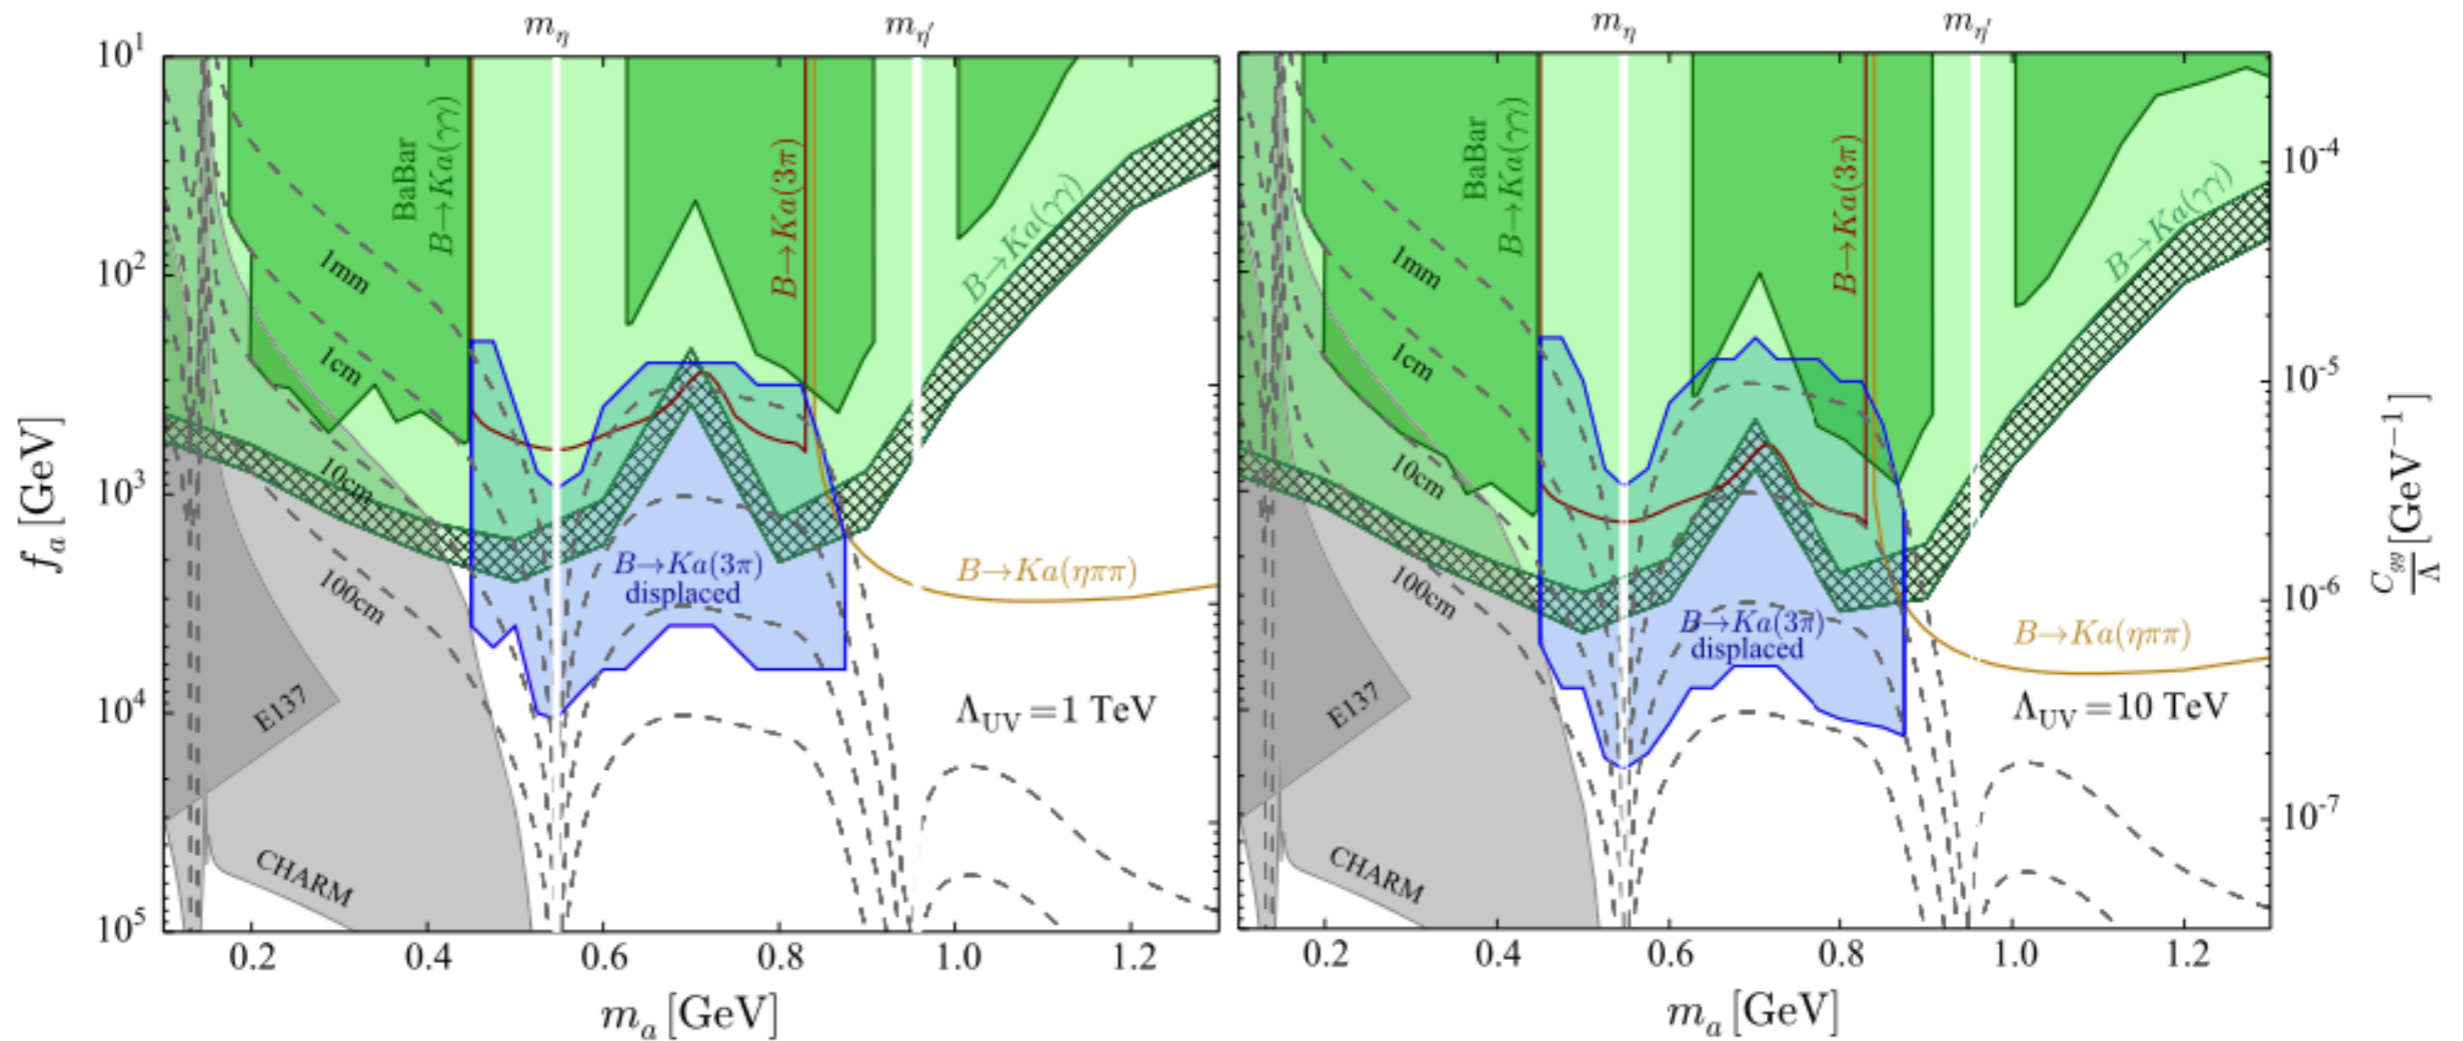 m_η
m_η′
10^1
10^2
10^3
10^4
10^5
f_a [GeV]
BaBar
B→Ka(γγ)
B→Ka(3π)
B→Ka(γγ)
1mm
1cm
10cm
100cm
B→Ka(3π)
displaced
B→Ka(ηππ)
Λ_UV = 1 TeV
E137
CHARM
0.2
0.4
0.6
0.8
1.0
1.2
m_a [GeV]
m_η
m_η′
BaBar
B→Ka(γγ)
B→Ka(3π)
B→Ka(γγ)
1mm
1cm
10cm
100cm
B→Ka(3π)
displaced
B→Ka(ηππ)
Λ_UV = 10 TeV
E137
CHARM
10^-4
10^-5
10^-6
10^-7
C_gg/Λ [GeV^−1]
0.2
0.4
0.6
0.8
1.0
1.2
m_a [GeV]